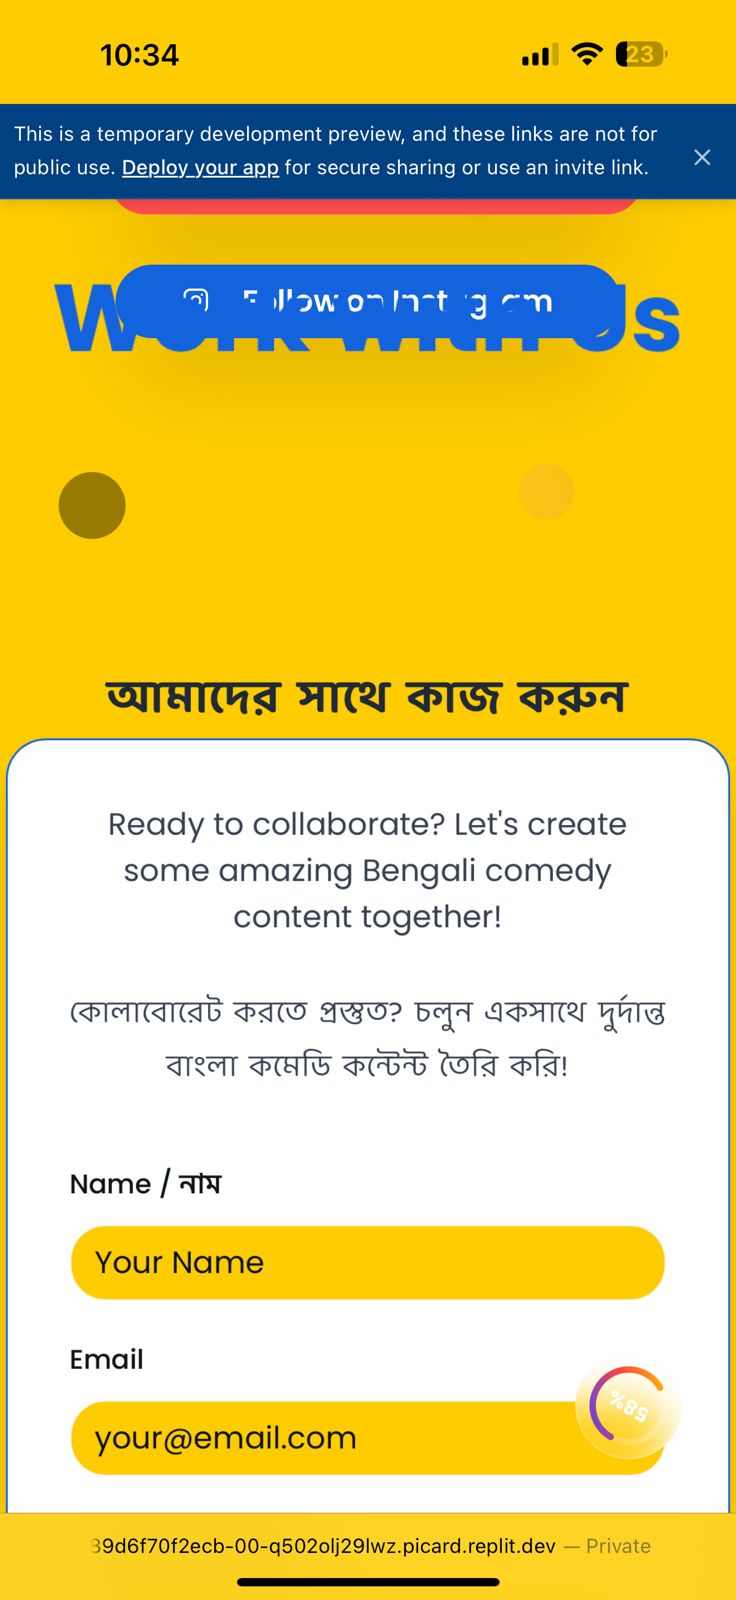 10:34
23
This is a temporary development preview, and these links are not for
public use. Deploy your app for secure sharing or use an invite link.
Follow on Instagram
Work with Us
আমাদের সাথে কাজ করুন
Ready to collaborate? Let's create
some amazing Bengali comedy
content together!
কোলাবোরেট করতে প্রস্তুত? চলুন একসাথে দুর্দান্ত
বাংলা কমেডি কন্টেন্ট তৈরি করি!
Name / নাম
Your Name
Email
your@email.com
58%
39d6f70f2ecb-00-q502olj29lwz.picard.replit.dev — Private